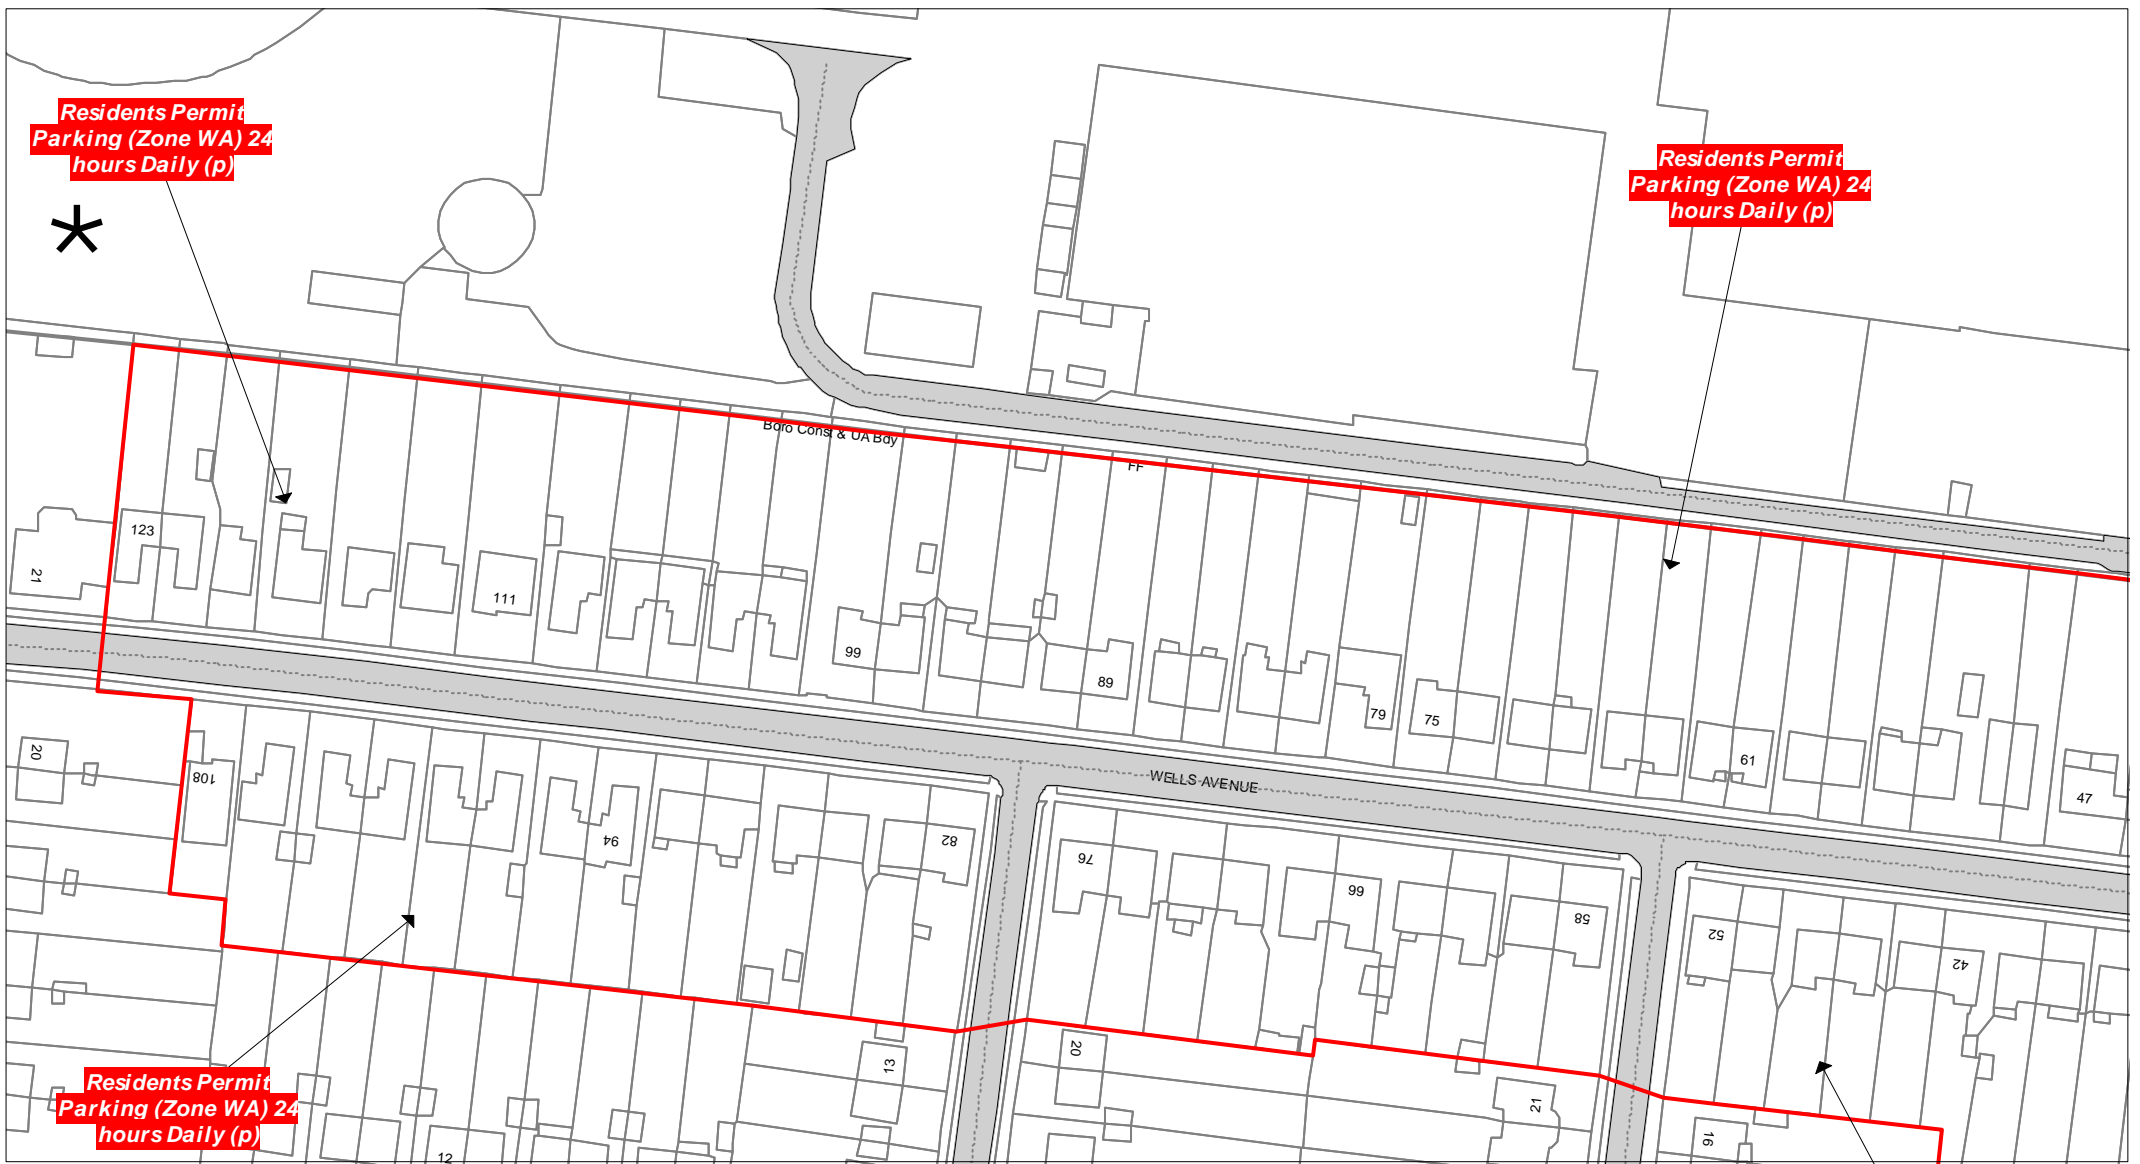 Residents Permit
Parking (Zone WA) 24
hours Daily (p)
Residents Permit
Parking (Zone WA) 24
hours Daily (p)
*
Boro Const & UA Bdy
FF
123
21
111
99
89
79
75
61
47
WELLS AVENUE
20
108
94
82
76
66
58
52
42
13
20
21
16
12
Residents Permit
Parking (Zone WA) 24
hours Daily (p)